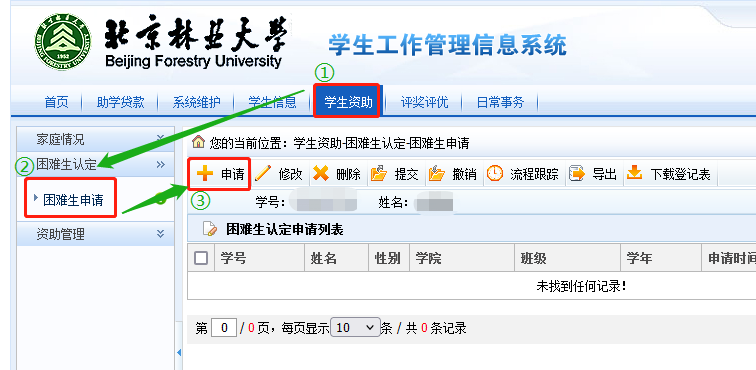 北京林业大学
Beijing Forestry University
学生工作管理信息系统
①
首页 助学贷款 系统维护 学生信息 学生资助 评奖评优 日常事务
家庭情况
②
困难生认定
困难生申请
资助管理
您的当前位置：学生资助-困难生认定-困难生申请
申请 修改 删除 提交 撤销 流程跟踪 导出 下载登记表
③
学号： 姓名：
困难生认定申请列表
学号 姓名 性别 学院 班级 学年 申请时间
未找到任何记录！
第 0 / 0 页，每页显示 10 条 / 共 0 条记录